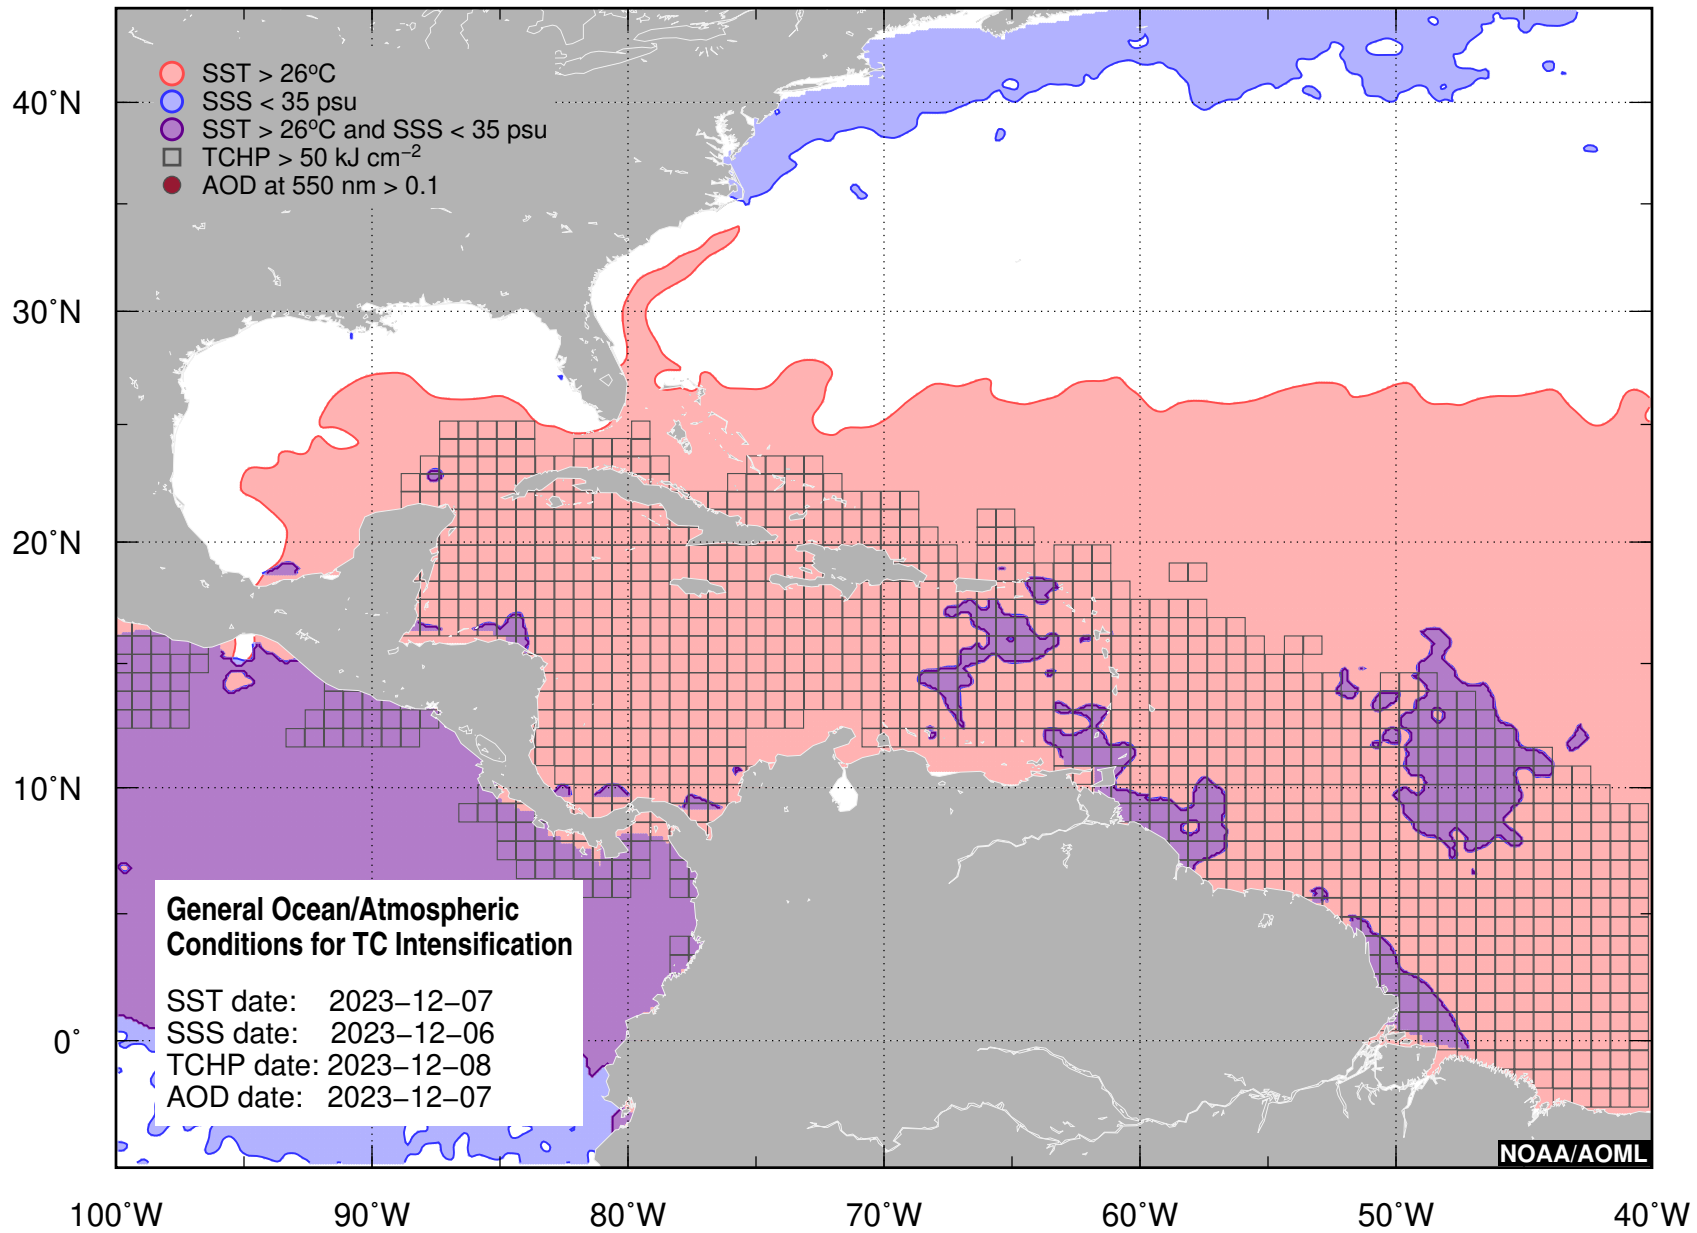 SST > 26ºC
SSS < 35 psu
SST > 26ºC and SSS < 35 psu
TCHP > 50 kJ cm⁻²
AOD at 550 nm > 0.1
40˚N
30˚N
20˚N
10˚N
0˚
General Ocean/Atmospheric
Conditions for TC Intensification
SST date: 2023−12−07
SSS date: 2023−12−06
TCHP date: 2023−12−08
AOD date: 2023−12−07
NOAA/AOML
100˚W 90˚W 80˚W 70˚W 60˚W 50˚W 40˚W